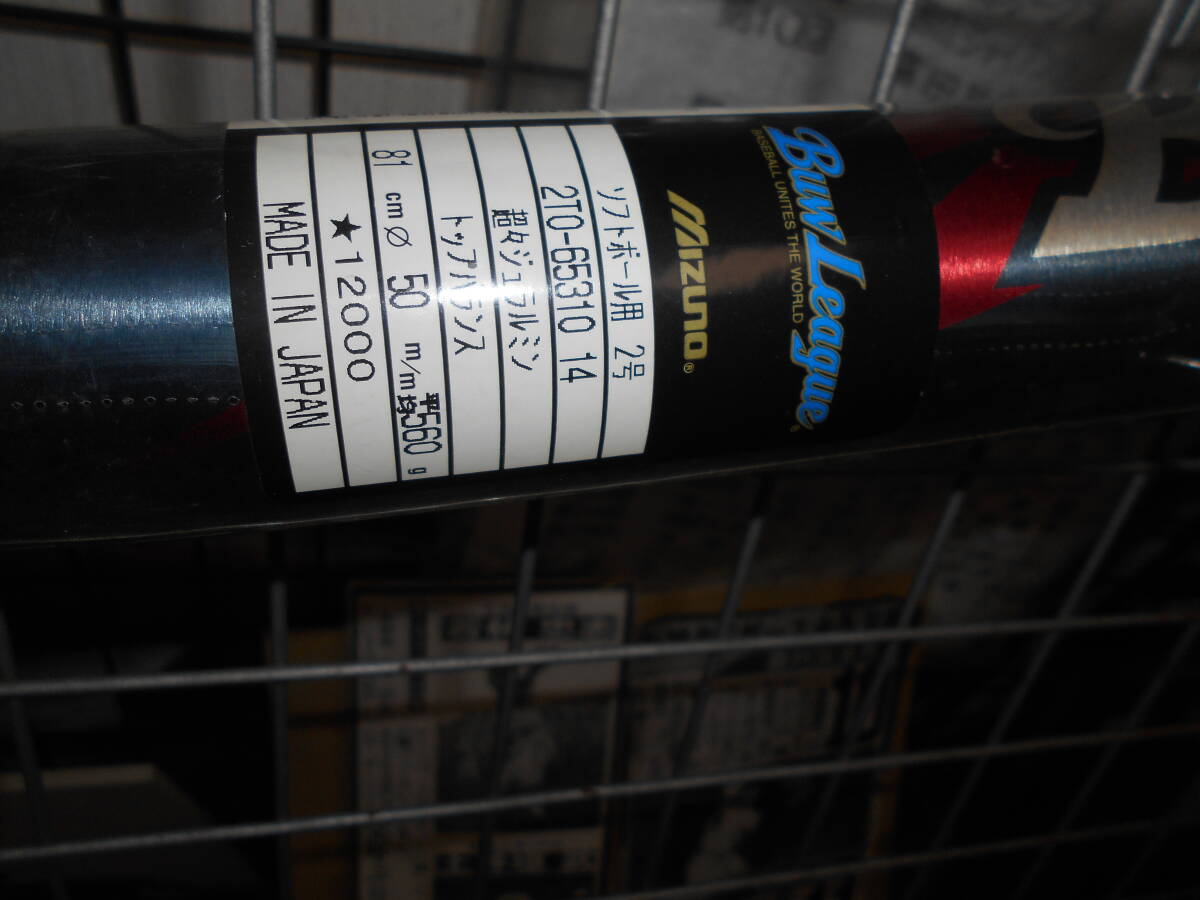 Buw League
BASEBALL UNITES THE WORLD
MIZUNO®
ソフトボール用 2号
2TO-65310 14
超々ジュラルミン
トップバランス
81 cm ∅ 50 m/m 平均560 g
★12000
MADE IN JAPAN